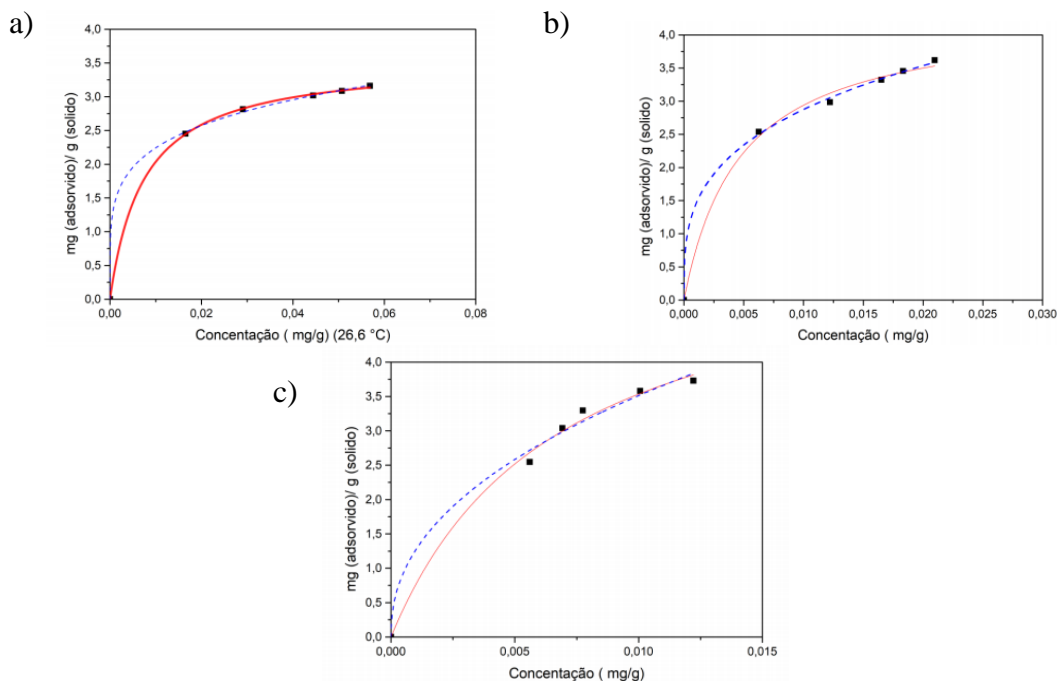 a)
4,0
3,5
3,0
2,5
2,0
1,5
1,0
0,5
0,0
mg (adsorvido)/ g (solido)
0,00 0,02 0,04 0,06 0,08
Concentação ( mg/g) (26,6 °C)
b)
4,0
3,5
3,0
2,5
2,0
1,5
1,0
0,5
0,0
mg (adsorvido)/ g (solido)
0,000 0,005 0,010 0,015 0,020 0,025 0,030
Concentação ( mg/g)
c)
4,0
3,5
3,0
2,5
2,0
1,5
1,0
0,5
0,0
mg (adsorvido)/ g (solido)
0,000 0,005 0,010 0,015
Concentação ( mg/g)